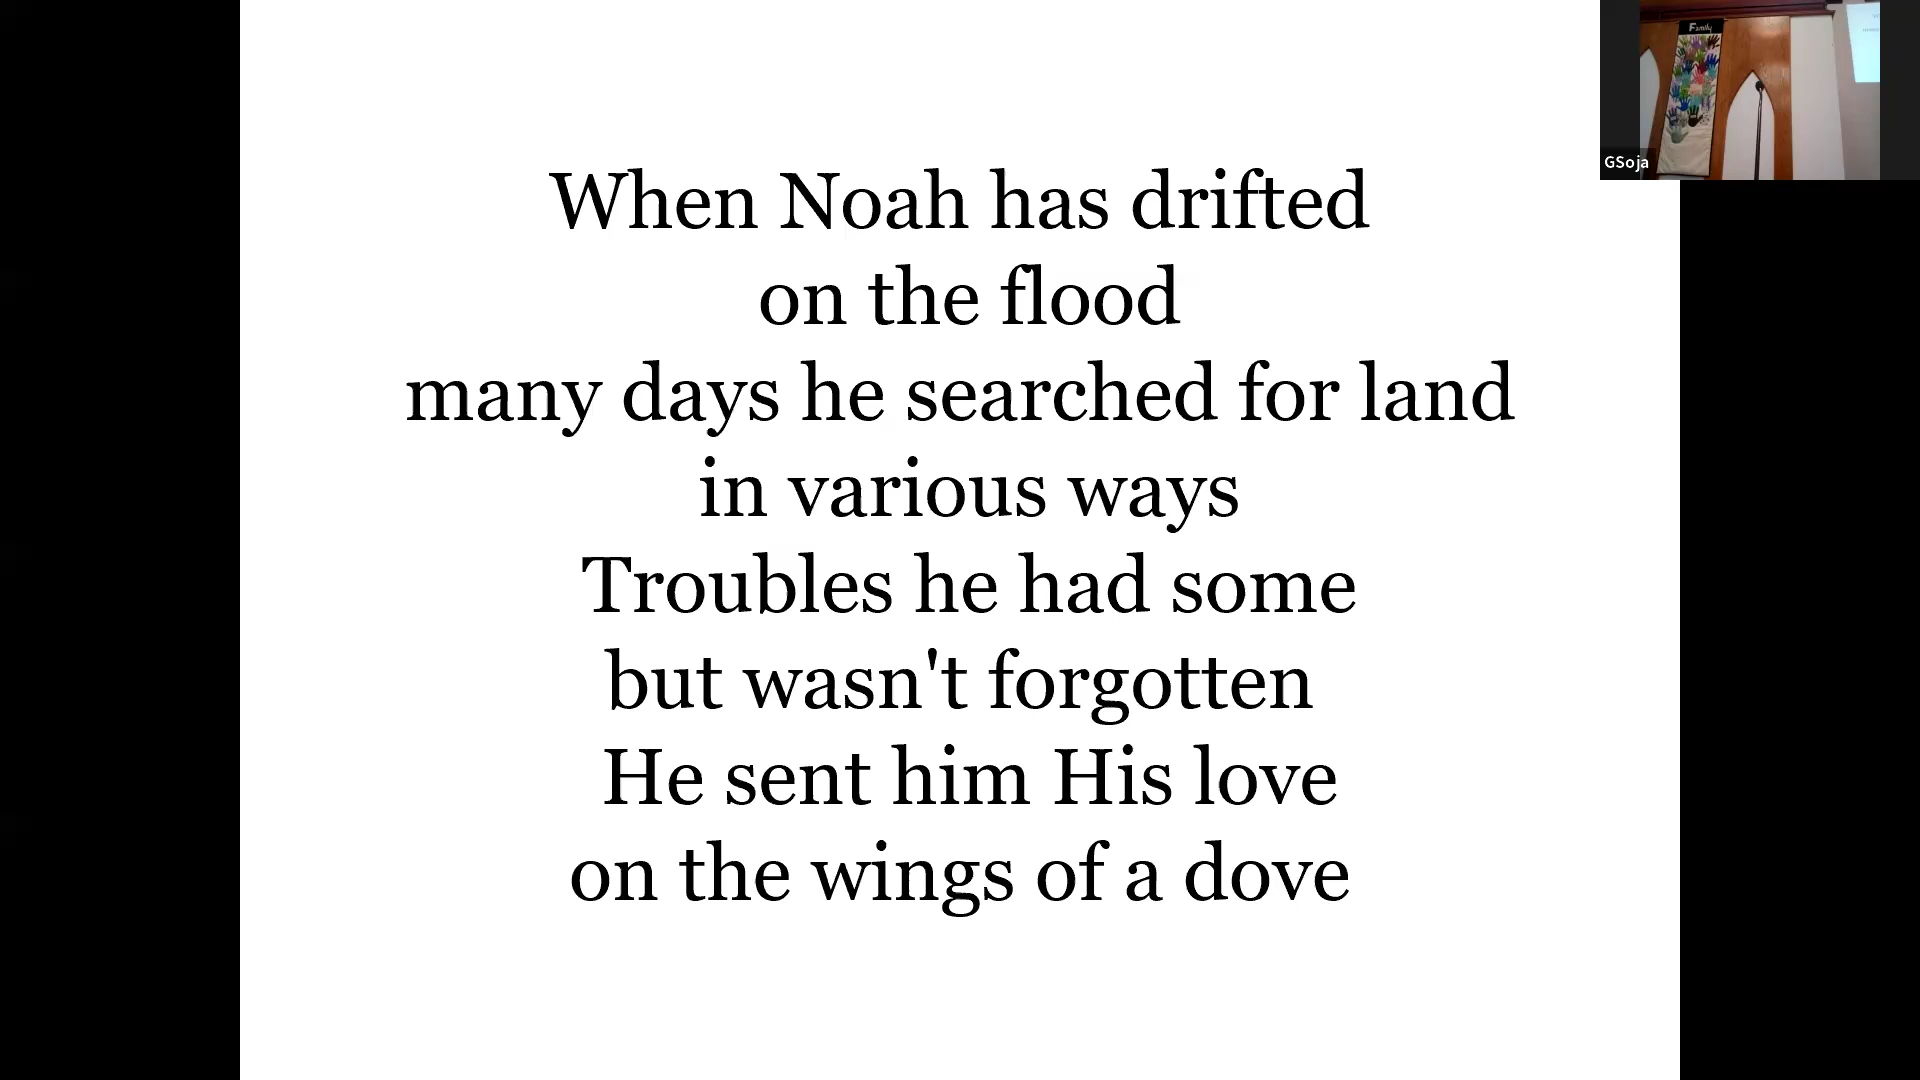 When Noah has drifted
on the flood
many days he searched for land
in various ways
Troubles he had some
but wasn't forgotten
He sent him His love
on the wings of a dove
Family
GSoja